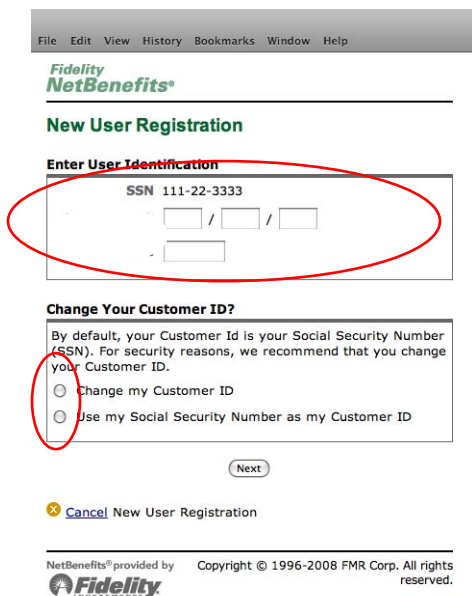 File Edit View History Bookmarks Window Help
Fidelity
NetBenefits®
New User Registration
Enter User Identification
SSN 111-22-3333
/ /
Change Your Customer ID?
By default, your Customer Id is your Social Security Number
(SSN). For security reasons, we recommend that you change
your Customer ID.
Change my Customer ID
Use my Social Security Number as my Customer ID
Next
Cancel New User Registration
NetBenefits® provided by
Fidelity
Copyright © 1996-2008 FMR Corp. All rights
reserved.